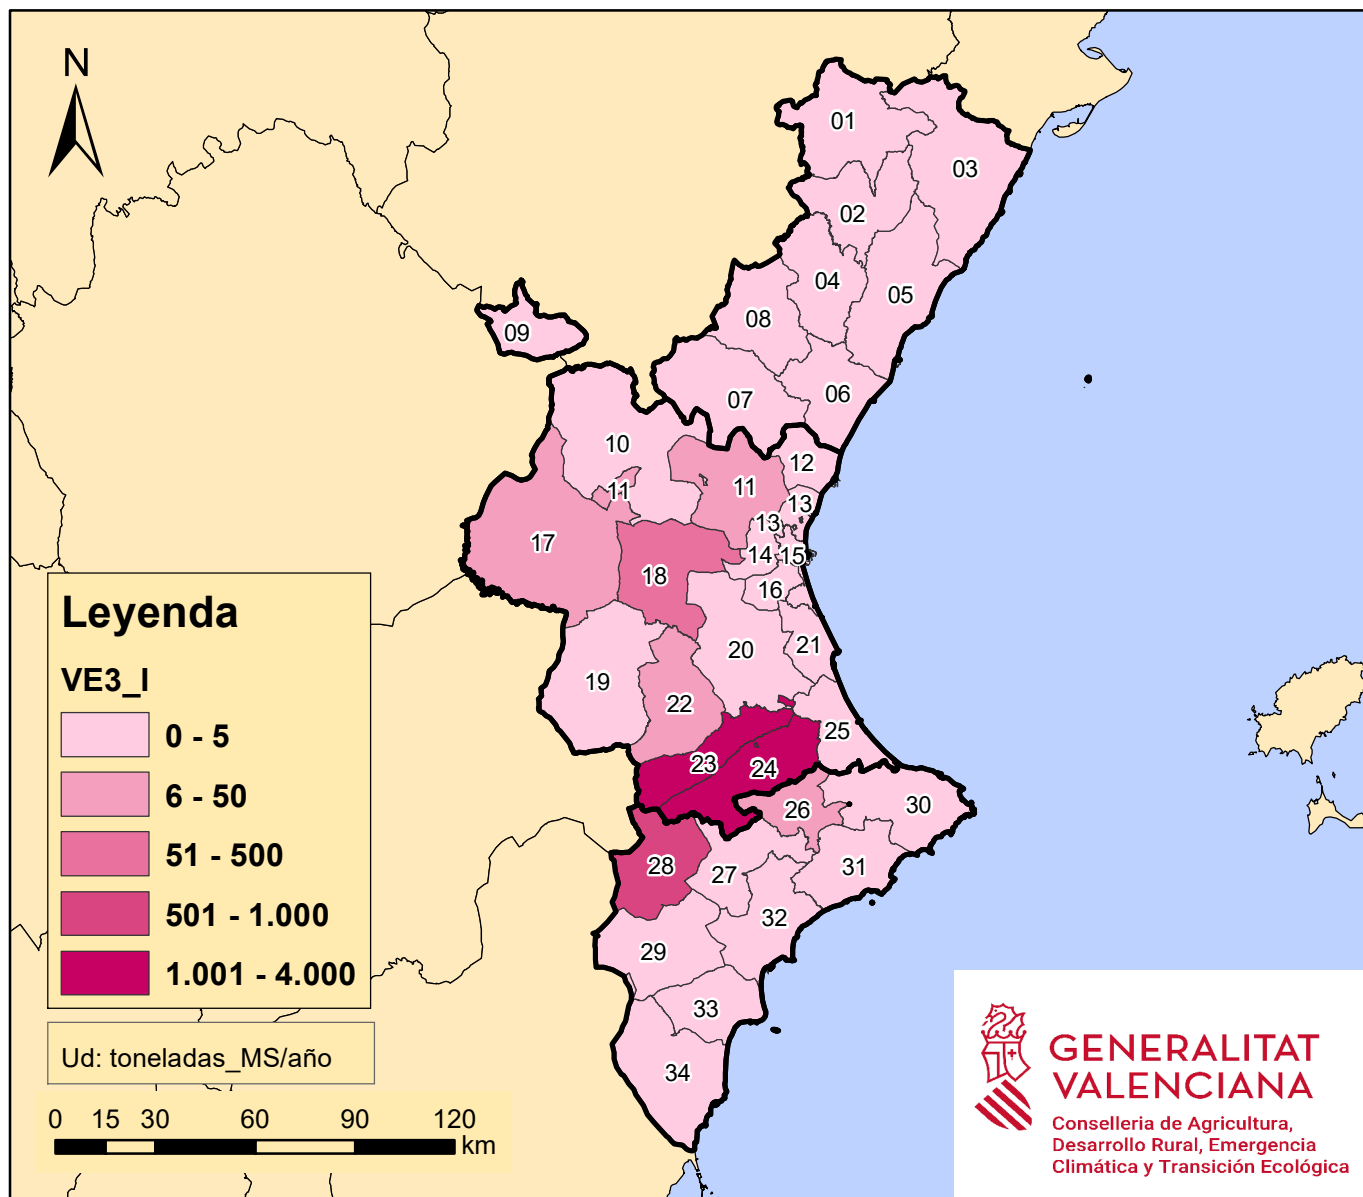 N
01
03
02
04
05
08
09
06
07
10
12
11
11
13
13
17
14
15
18
16
20
21
19
22
25
23
24
26
30
28
27
31
32
29
33
34
Leyenda
VE3_I
0 - 5
6 - 50
51 - 500
501 - 1.000
1.001 - 4.000
Ud: toneladas_MS/año
0 15 30 60 90 120
km
GENERALITAT
VALENCIANA
Conselleria de Agricultura,
Desarrollo Rural, Emergencia
Climática y Transición Ecológica